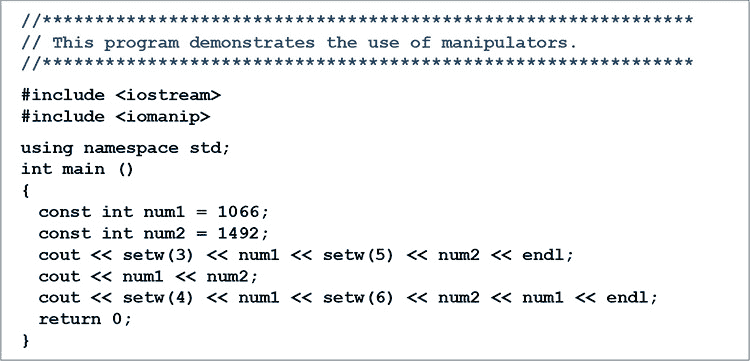 //**************************************************************
// This program demonstrates the use of manipulators.
//**************************************************************
#include <iostream>
#include <iomanip>
using namespace std;
int main ()
{
const int num1 = 1066;
const int num2 = 1492;
cout << setw(3) << num1 << setw(5) << num2 << endl;
cout << num1 << num2;
cout << setw(4) << num1 << setw(6) << num2 << num1 << endl;
return 0;
}